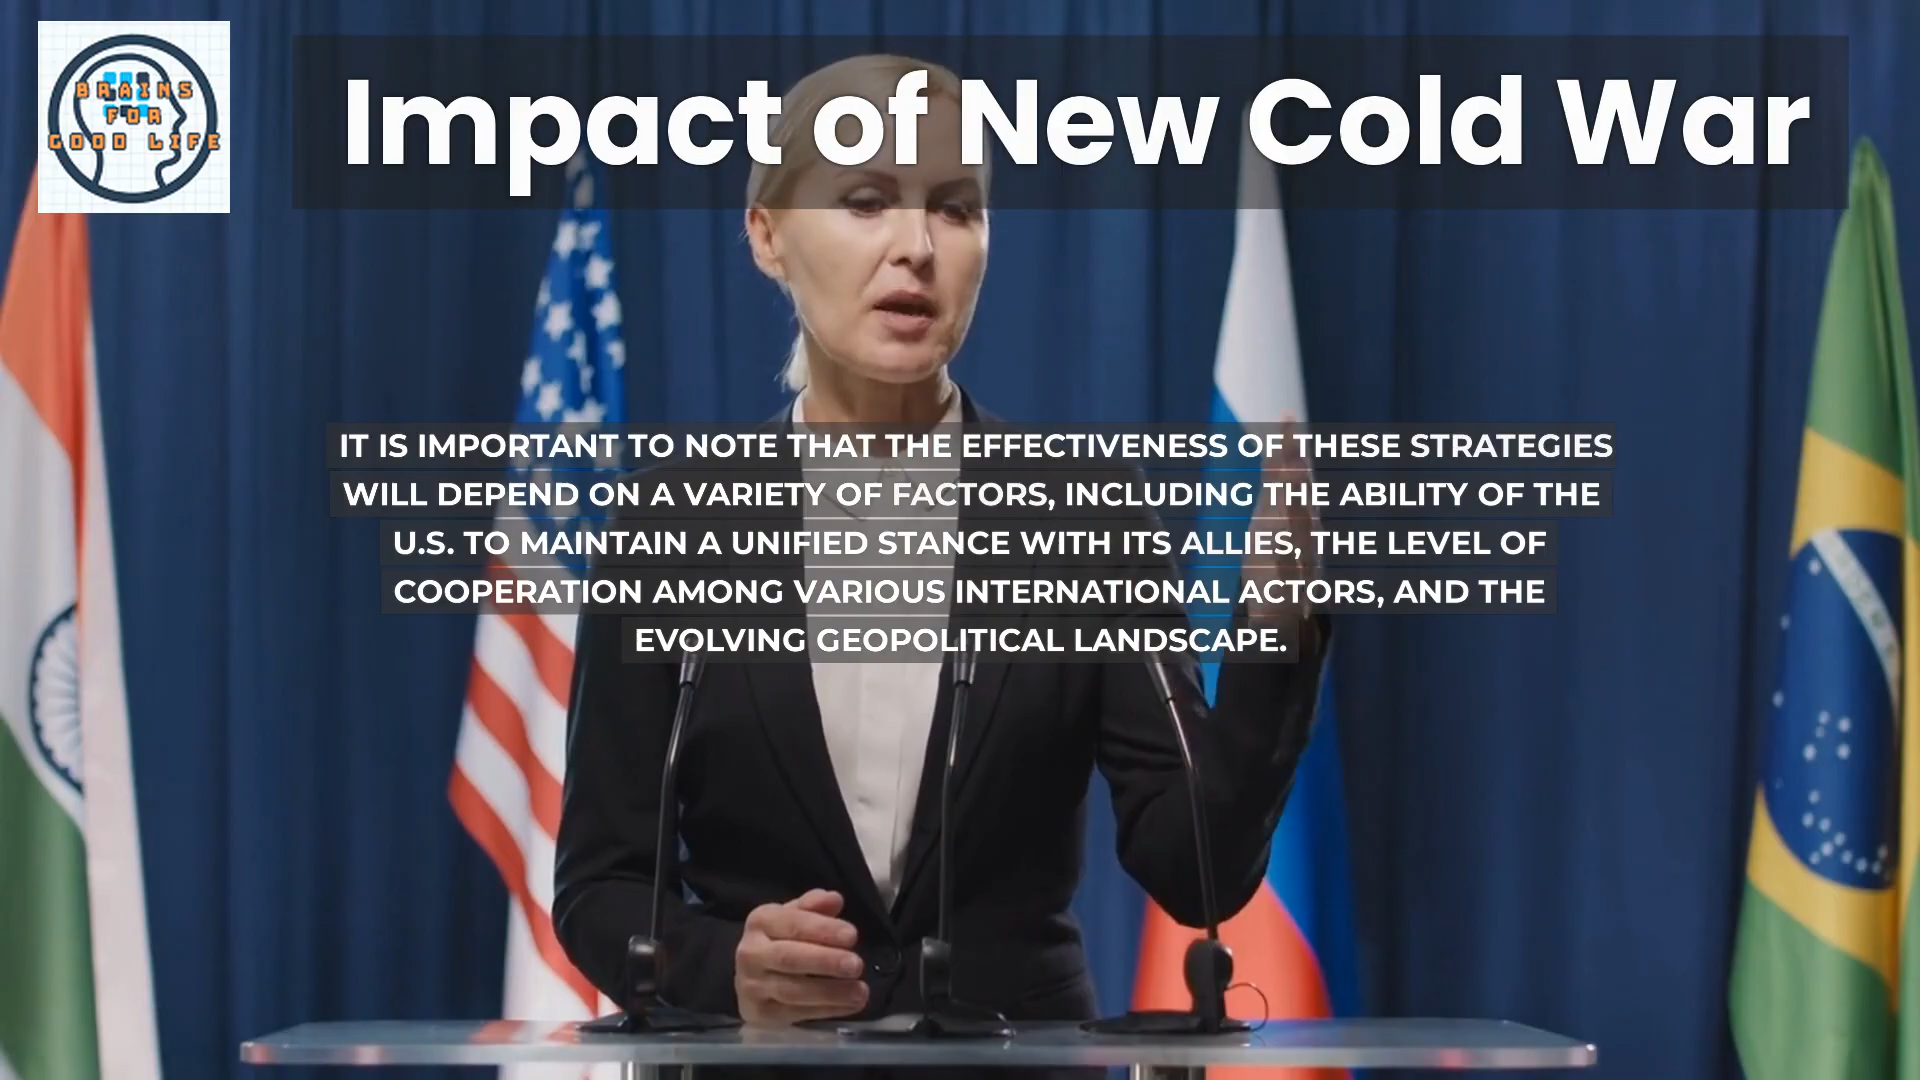 BRAINS
FOR
GOOD LIFE
Impact of New Cold War
IT IS IMPORTANT TO NOTE THAT THE EFFECTIVENESS OF THESE STRATEGIES
WILL DEPEND ON A VARIETY OF FACTORS, INCLUDING THE ABILITY OF THE
U.S. TO MAINTAIN A UNIFIED STANCE WITH ITS ALLIES, THE LEVEL OF
COOPERATION AMONG VARIOUS INTERNATIONAL ACTORS, AND THE
EVOLVING GEOPOLITICAL LANDSCAPE.